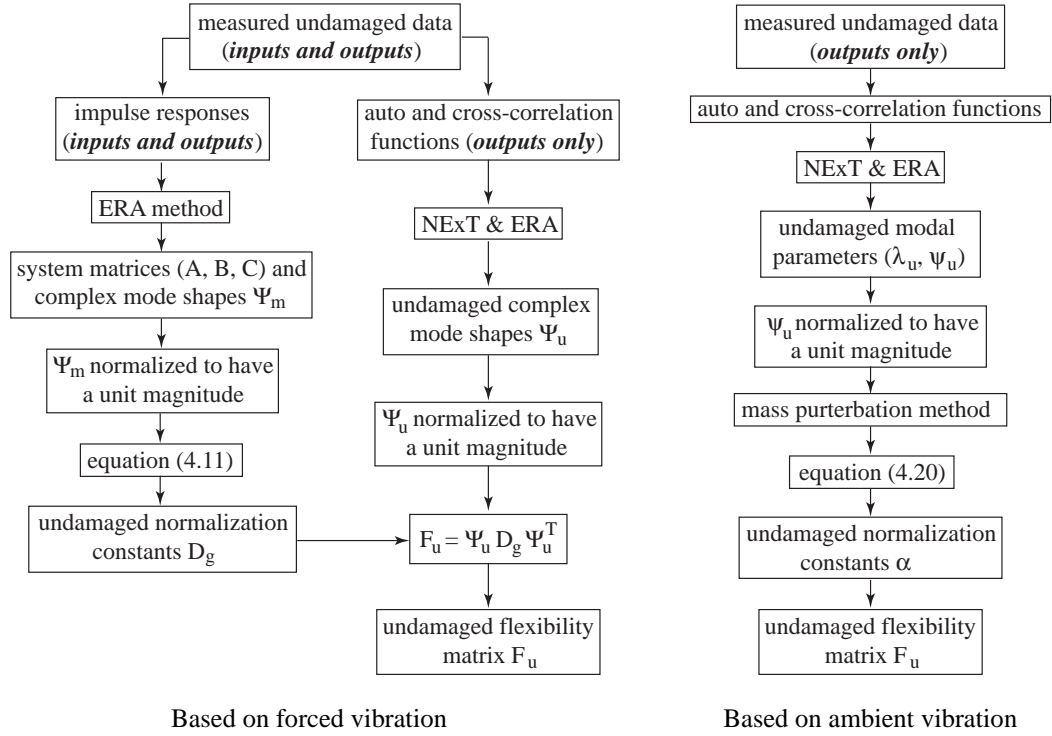 measured undamaged data
(inputs and outputs)
impulse responses
(inputs and outputs)
ERA method
system matrices (A, B, C) and
complex mode shapes Ψm
Ψm normalized to have
a unit magnitude
equation (4.11)
undamaged normalization
constants Dg
auto and cross-correlation
functions (outputs only)
NExT & ERA
undamaged complex
mode shapes Ψu
Ψu normalized to have
a unit magnitude
Fu = Ψu Dg Ψu^T
undamaged flexibility
matrix Fu
Based on forced vibration
measured undamaged data
(outputs only)
auto and cross-correlation functions
NExT & ERA
undamaged modal
parameters (λu, ψu)
ψu normalized to have
a unit magnitude
mass purterbation method
equation (4.20)
undamaged normalization
constants α
undamaged flexibility
matrix Fu
Based on ambient vibration